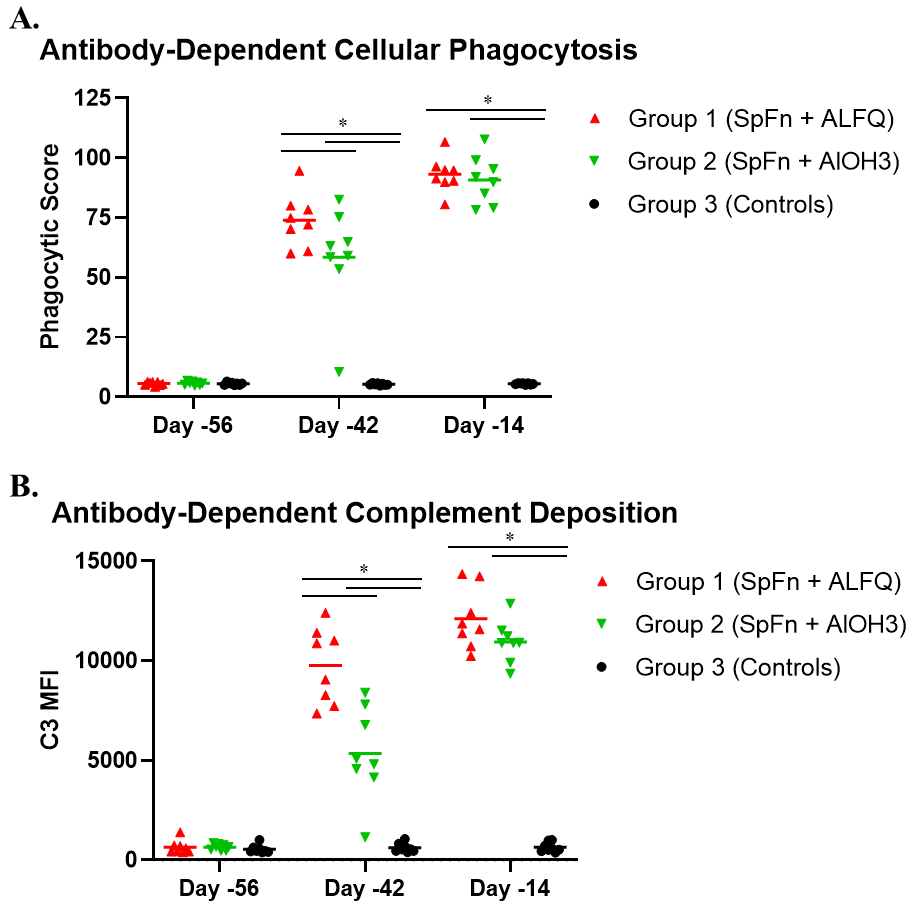 A.
Antibody-Dependent Cellular Phagocytosis
Phagocytic Score
125
100
75
50
25
0
*
*
Day -56
Day -42
Day -14
Group 1 (SpFn + ALFQ)
Group 2 (SpFn + AlOH3)
Group 3 (Controls)
B.
Antibody-Dependent Complement Deposition
C3 MFI
15000
10000
5000
0
*
*
Day -56
Day -42
Day -14
Group 1 (SpFn + ALFQ)
Group 2 (SpFn + AlOH3)
Group 3 (Controls)